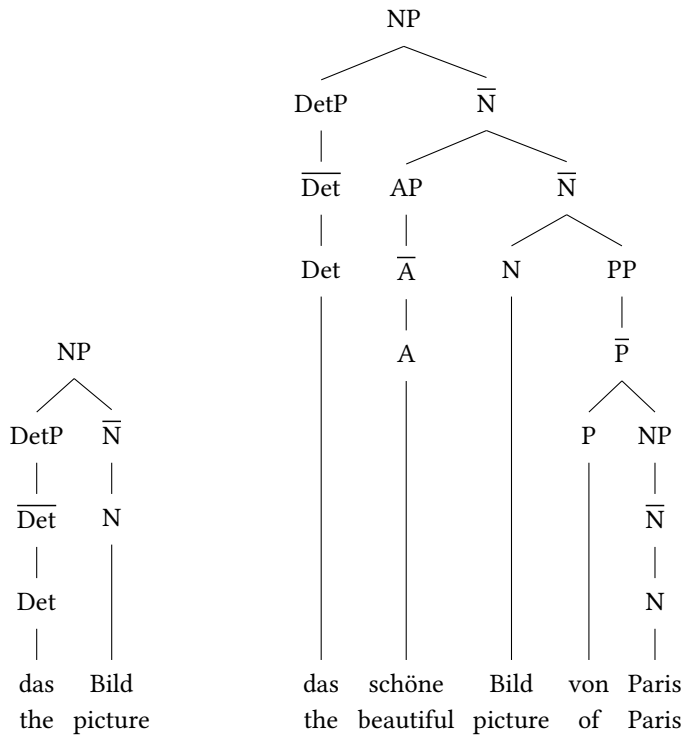 NP
DetP N̅
D̅e̅t̅ AP N̅
Det A̅ N PP
NP A P̅
DetP N̅ P NP
D̅e̅t̅ N N̅
Det N
das Bild das schöne Bild von Paris
the picture the beautiful picture of Paris